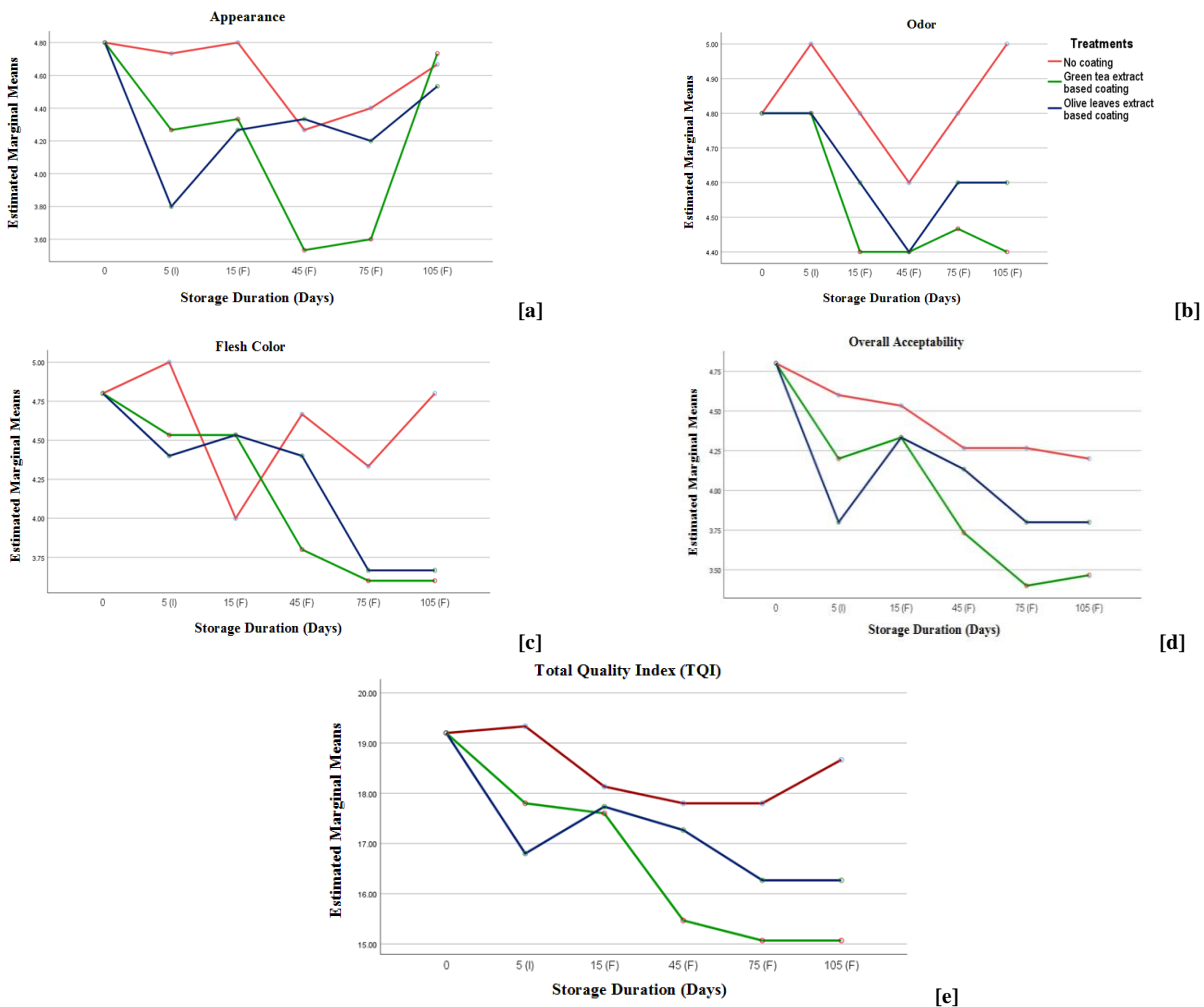 Appearance
Estimated Marginal Means
4.80
4.60
4.40
4.20
4.00
3.80
3.60
0 5 (I) 15 (F) 45 (F) 75 (F) 105 (F)
Storage Duration (Days)
[a]
Odor
Estimated Marginal Means
5.00
4.90
4.80
4.70
4.60
4.50
4.40
0 5 (I) 15 (F) 45 (F) 75 (F) 105 (F)
Storage Duration (Days)
Treatments
No coating
Green tea extract
based coating
Olive leaves extract
based coating
[b]
Flesh Color
Estimated Marginal Means
5.00
4.75
4.50
4.25
4.00
3.75
0 5 (I) 15 (F) 45 (F) 75 (F) 105 (F)
Storage Duration (Days)
[c]
Overall Acceptability
Estimated Marginal Means
4.75
4.50
4.25
4.00
3.75
3.50
0 5 (I) 15 (F) 45 (F) 75 (F) 105 (F)
Storage Duration (Days)
[d]
Total Quality Index (TQI)
Estimated Marginal Means
20.00
19.00
18.00
17.00
16.00
15.00
0 5 (I) 15 (F) 45 (F) 75 (F) 105 (F)
Storage Duration (Days)
[e]